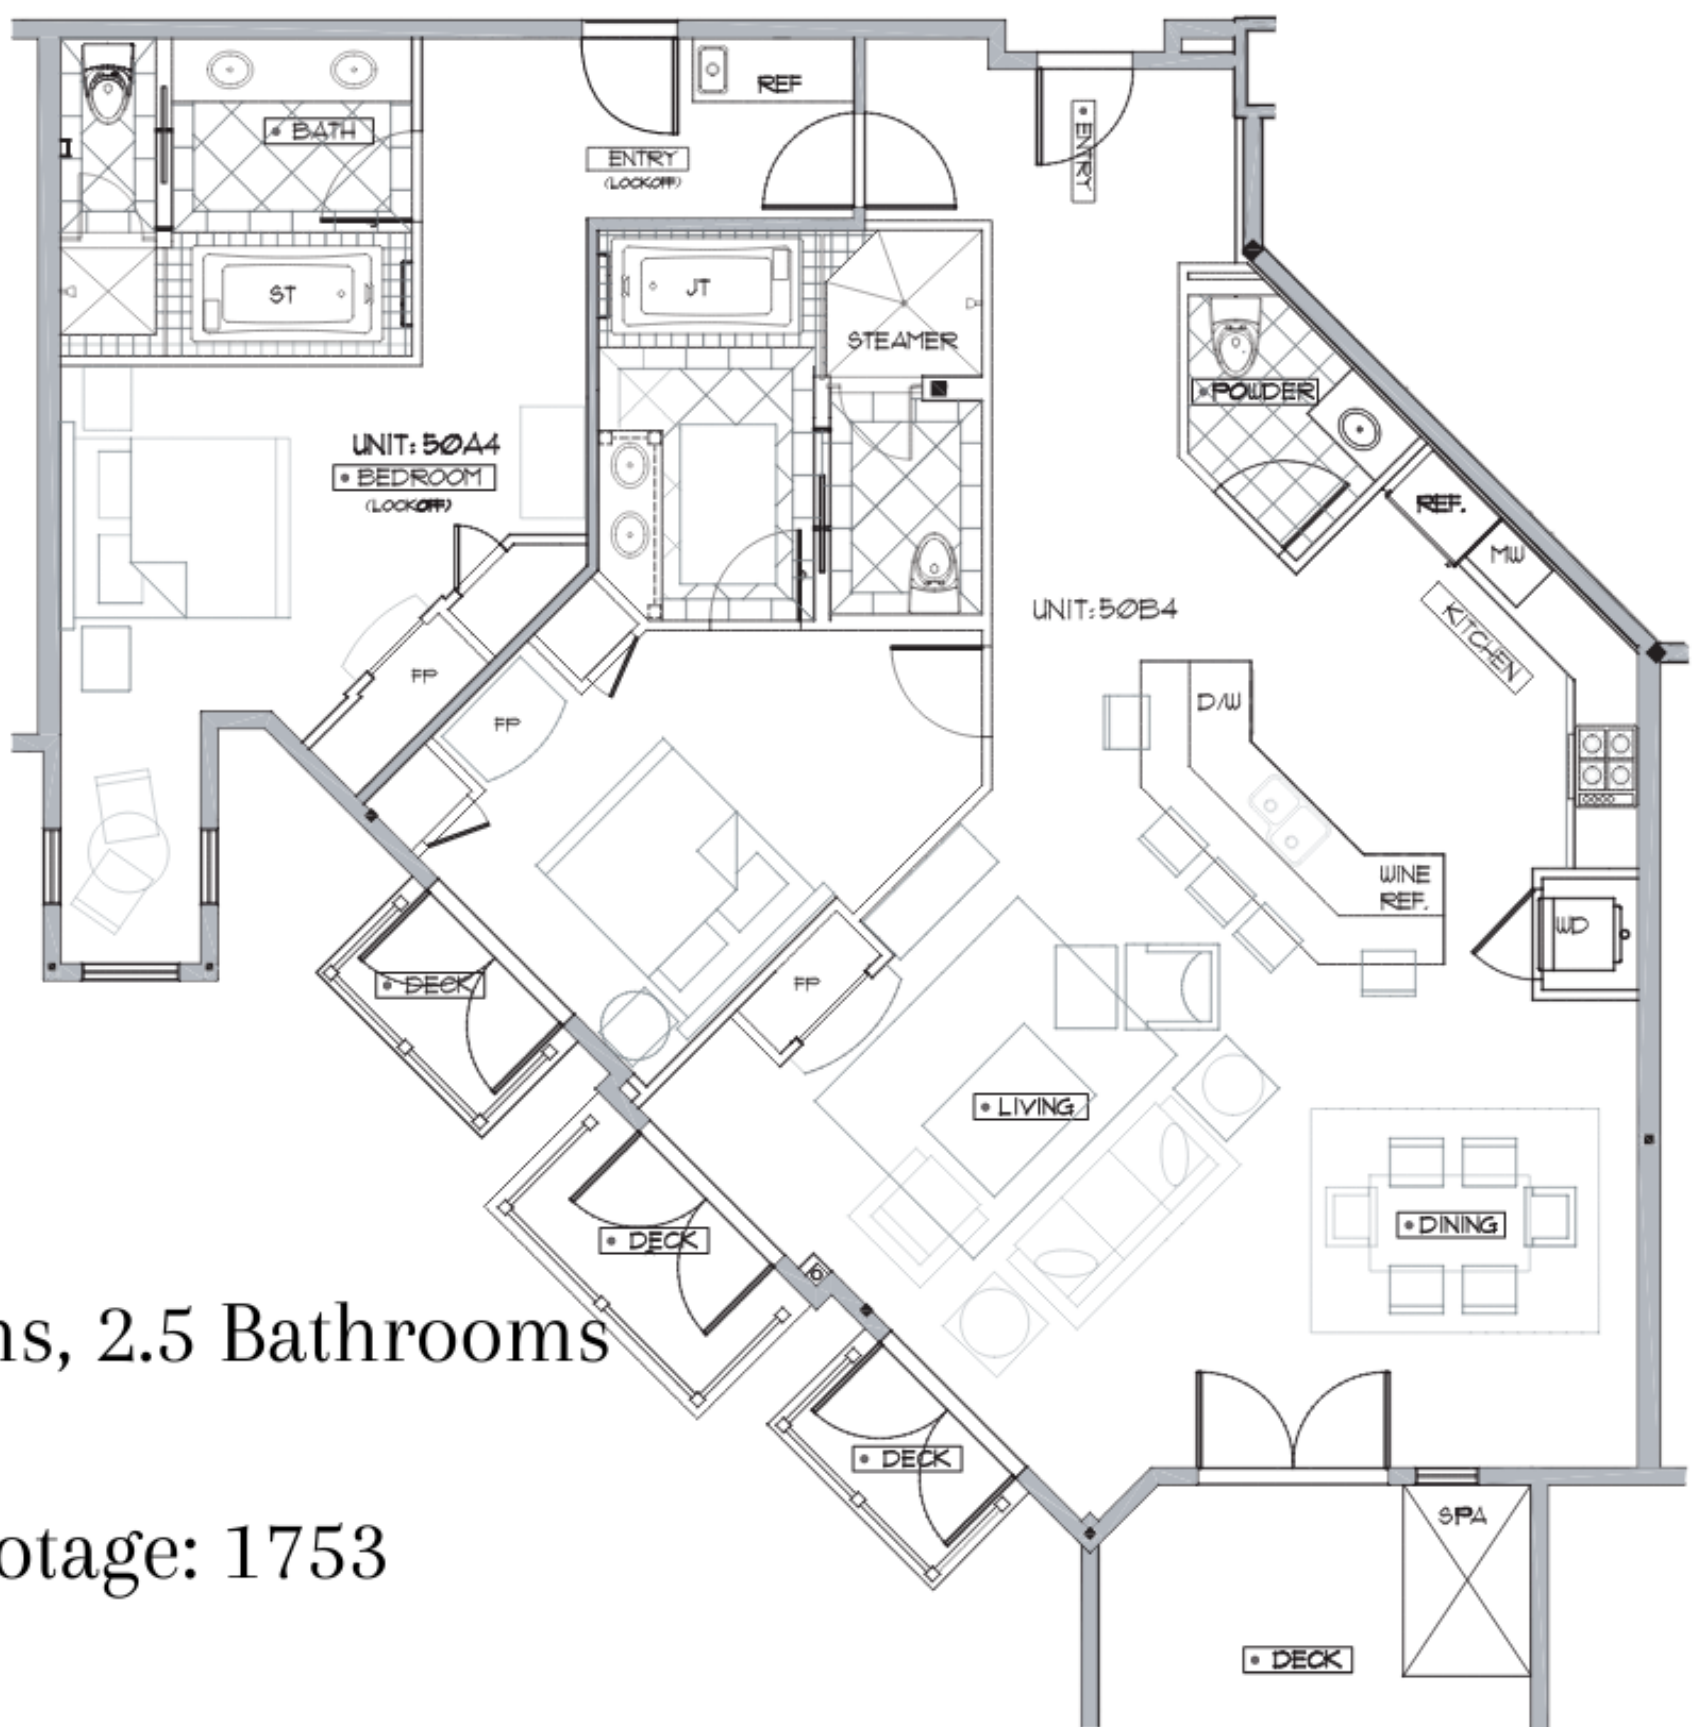 REF
BATH
ENTRY
ENTRY
(LOCKOFF)
ST
JT
STEAMER
POWDER
UNIT: 50A4
BEDROOM
(LOCKOFF)
REF.
MW
UNIT: 50B4
KITCHEN
FP
FP
D/W
WINE
REF.
WD
DECK
FP
LIVING
DINING
DECK
ns, 2.5 Bathrooms
DECK
SPA
otage: 1753
DECK